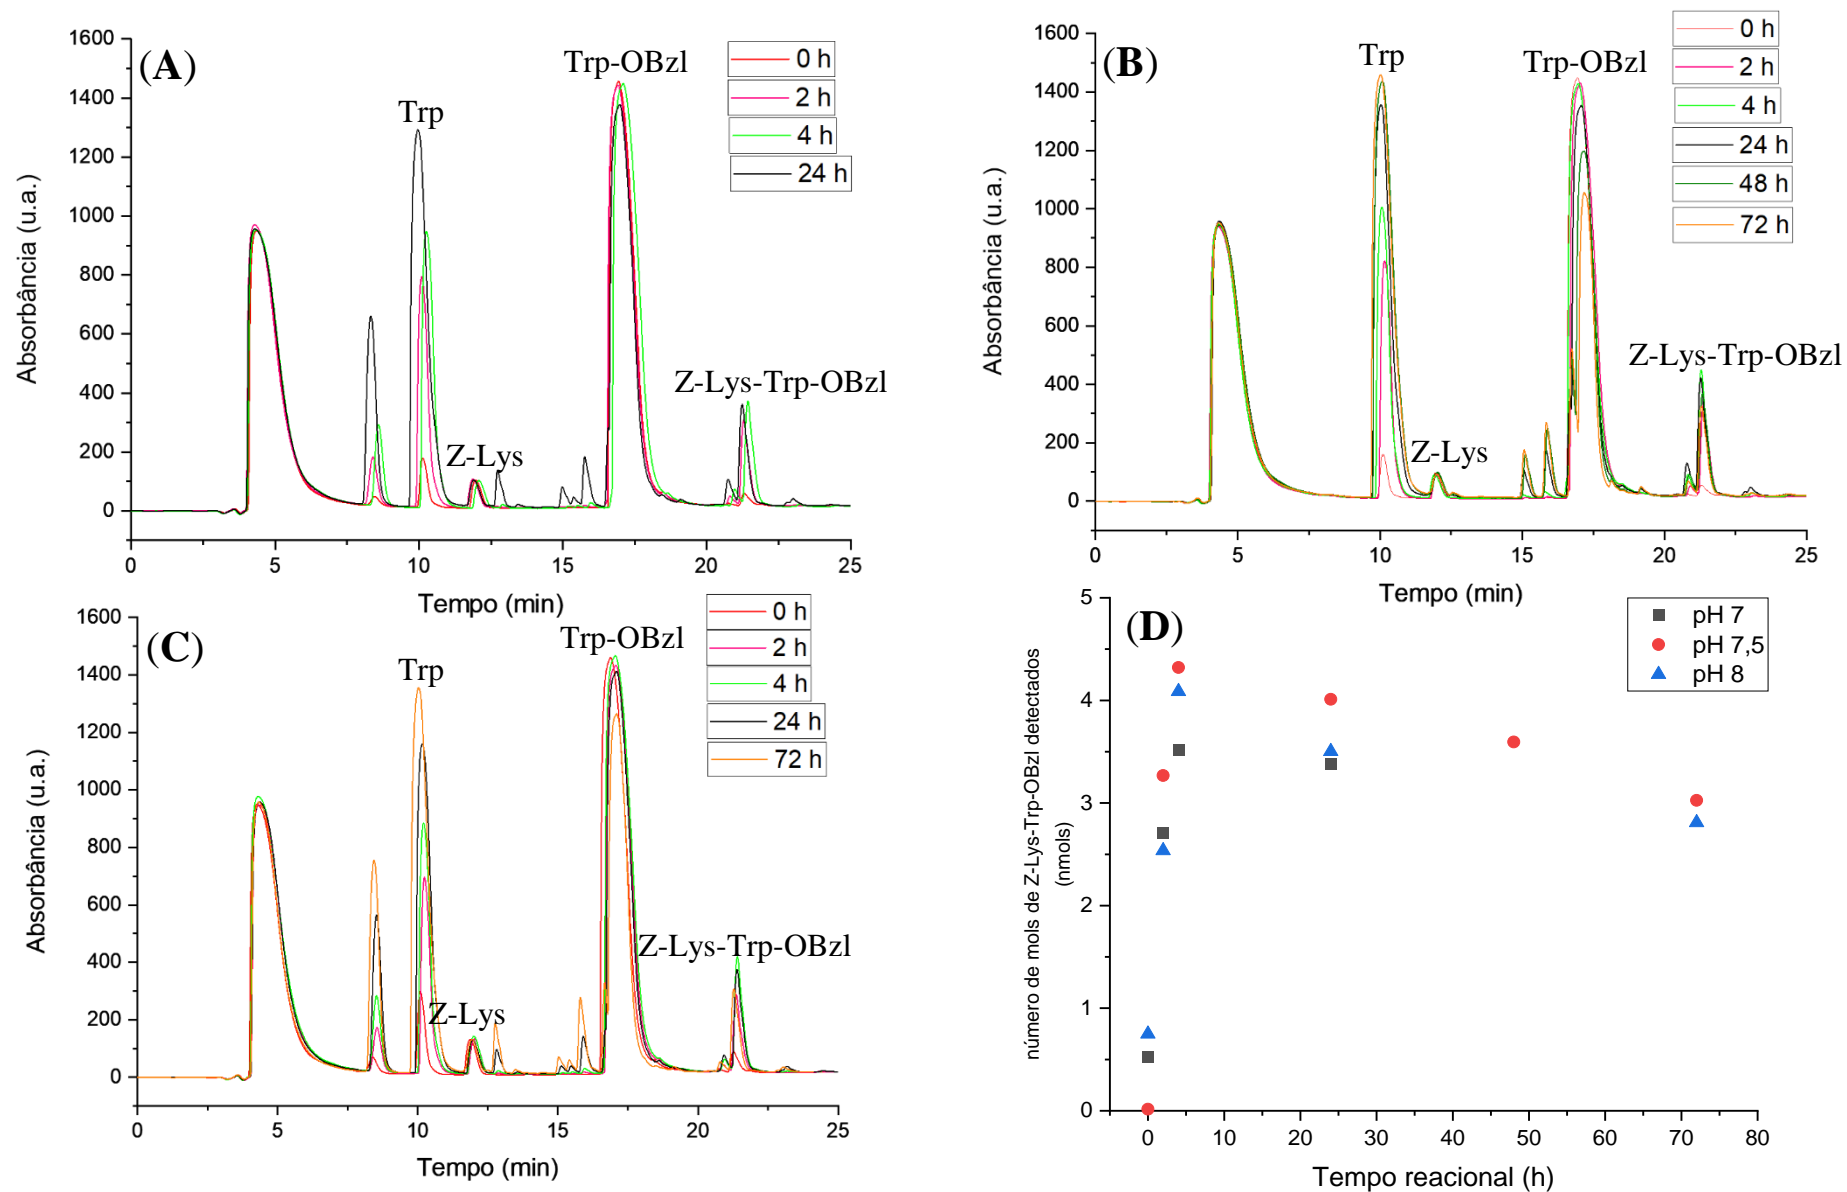 (A)
Absorbância (u.a.)
1600
1400
1200
1000
800
600
400
200
0
Trp
Z-Lys
Trp-OBzl
Z-Lys-Trp-OBzl
0 h
2 h
4 h
24 h
0 5 10 15 20 25
Tempo (min)
(B)
Absorbância (u.a.)
1600
1400
1200
1000
800
600
400
200
0
Trp
Z-Lys
Trp-OBzl
Z-Lys-Trp-OBzl
0 h
2 h
4 h
24 h
48 h
72 h
0 5 10 15 20 25
Tempo (min)
(C)
Absorbância (u.a.)
1600
1400
1200
1000
800
600
400
200
0
Trp
Z-Lys
Trp-OBzl
Z-Lys-Trp-OBzl
0 h
2 h
4 h
24 h
72 h
0 5 10 15 20 25
Tempo (min)
(D)
número de mols de Z-Lys-Trp-OBzl detectados
(nmols)
5
4
3
2
1
0
pH 7
pH 7,5
pH 8
0 10 20 30 40 50 60 70 80
Tempo reacional (h)